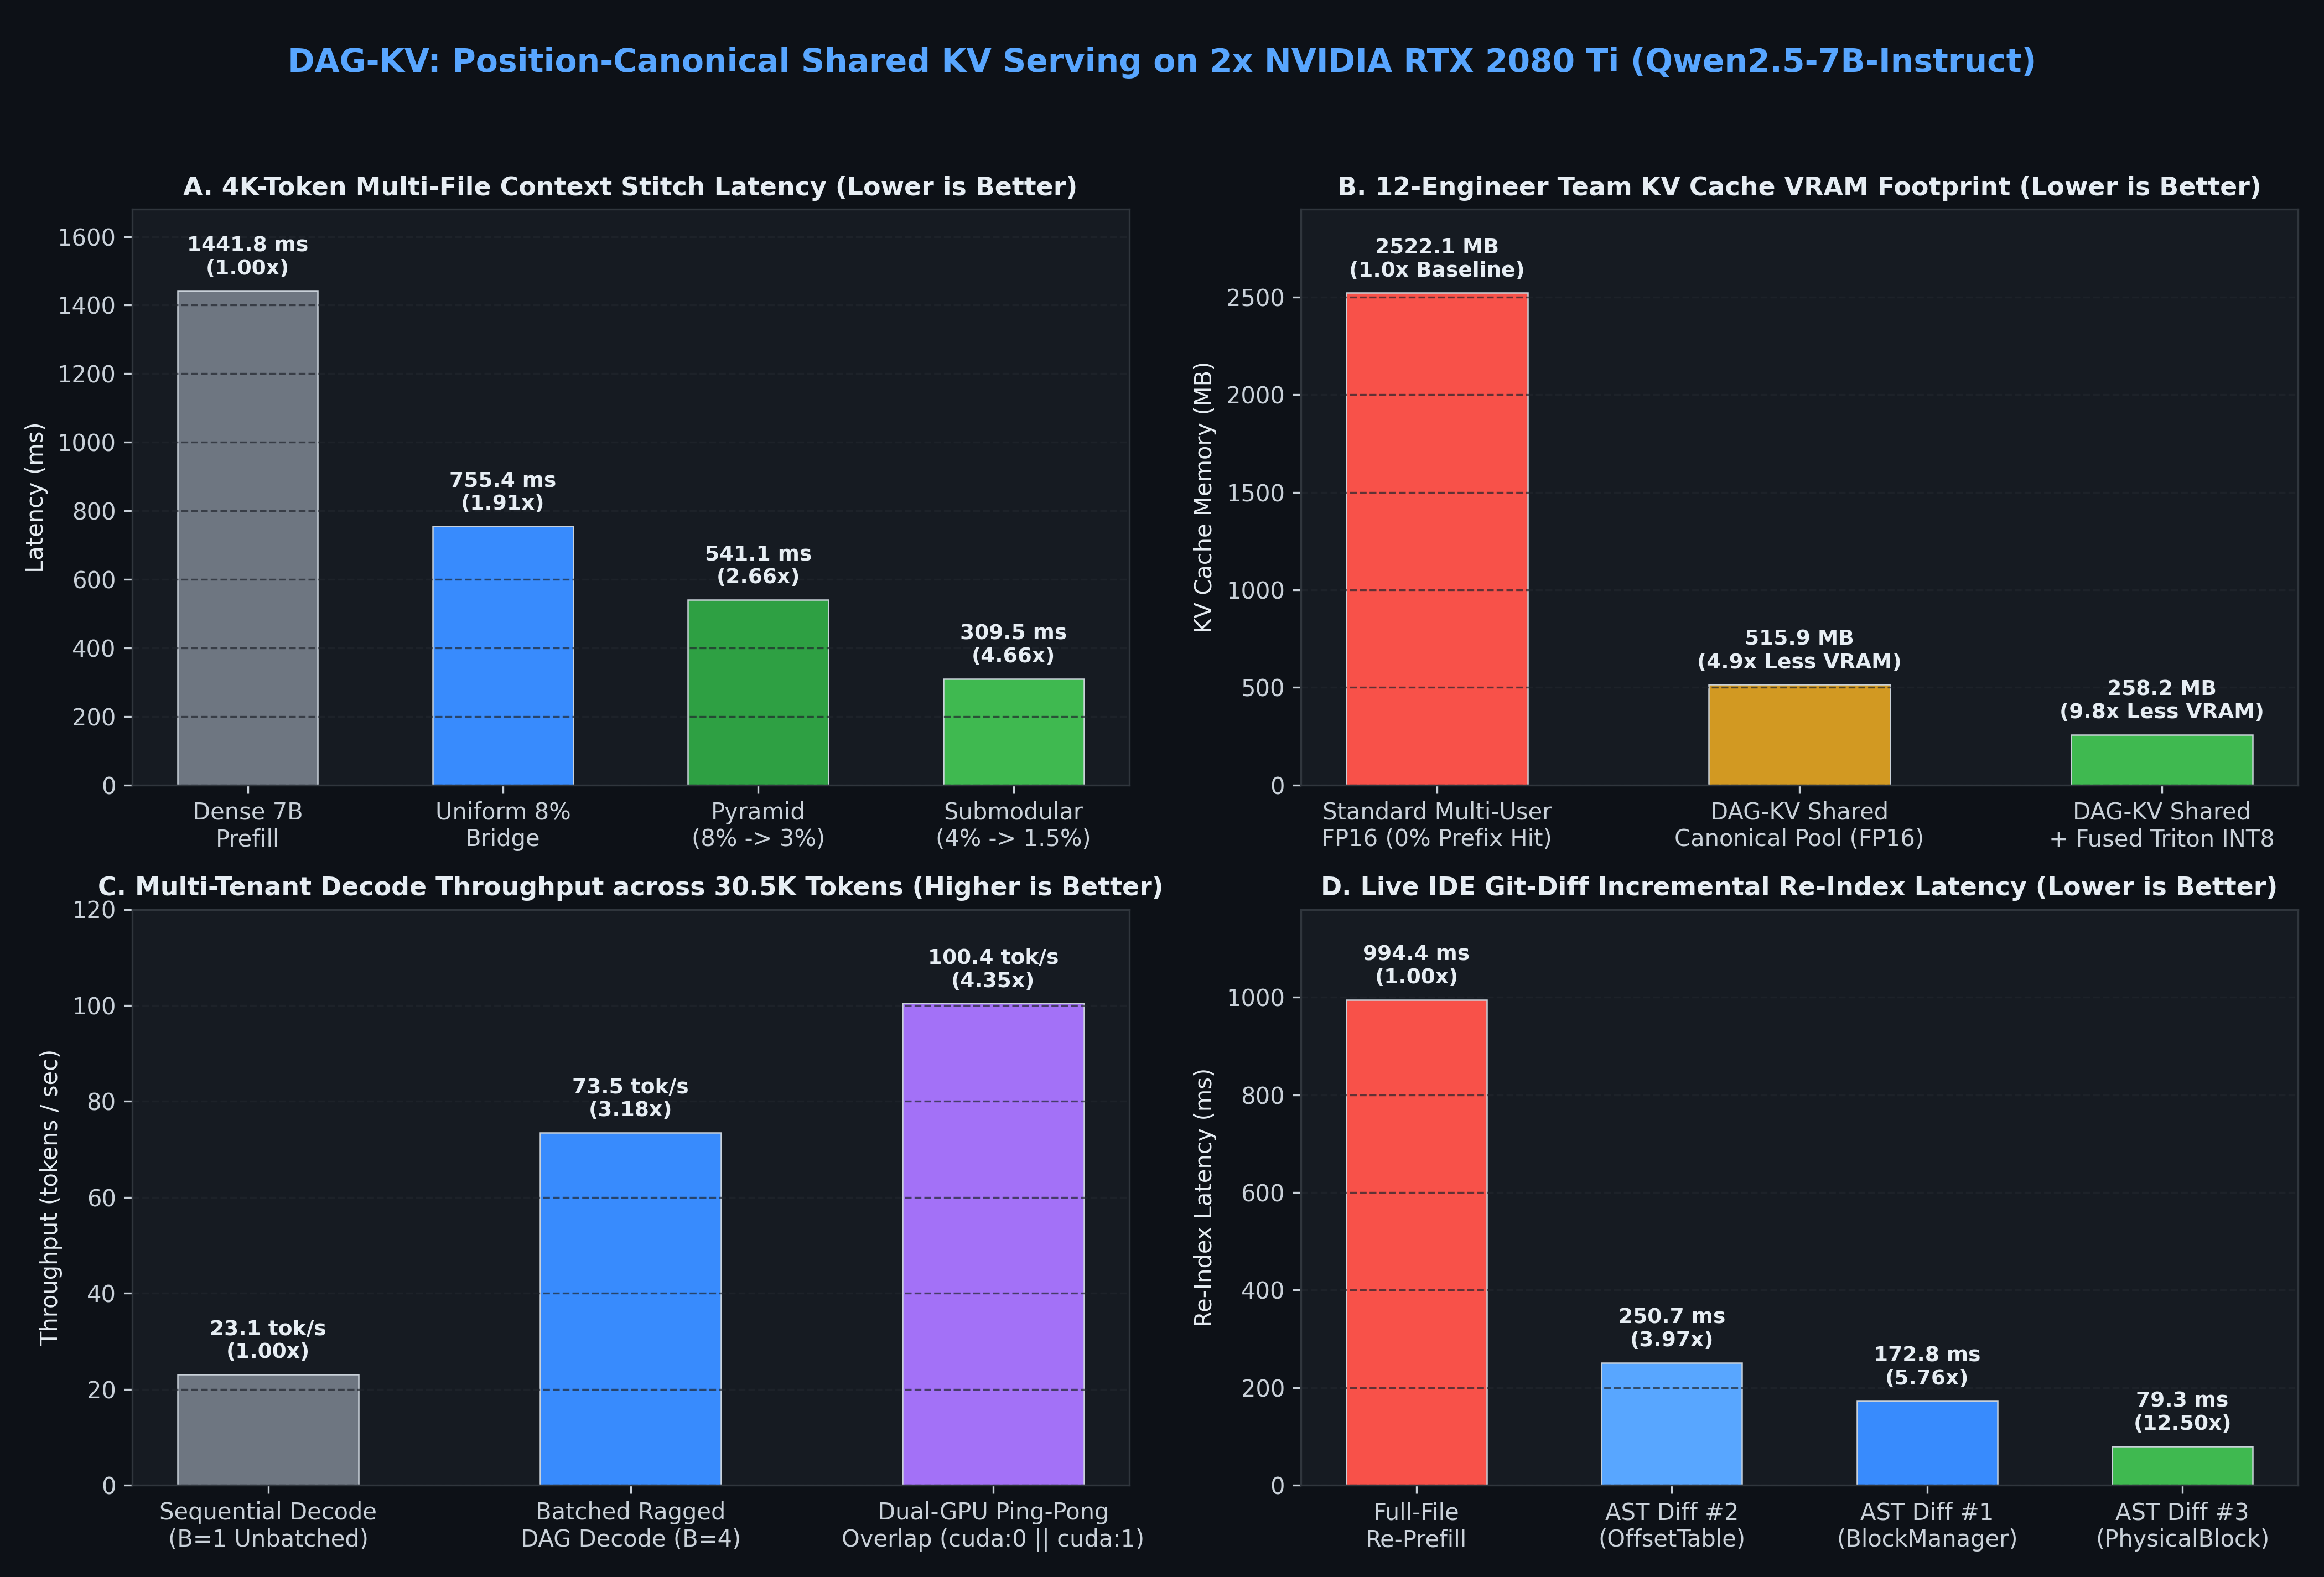 DAG-KV: Position-Canonical Shared KV Serving on 2x NVIDIA RTX 2080 Ti (Qwen2.5-7B-Instruct)
A. 4K-Token Multi-File Context Stitch Latency (Lower is Better)
Latency (ms)
1600
1400
1200
1000
800
600
400
200
0
1441.8 ms
(1.00x)
755.4 ms
(1.91x)
541.1 ms
(2.66x)
309.5 ms
(4.66x)
Dense 7B
Prefill
Uniform 8%
Bridge
Pyramid
(8% -> 3%)
Submodular
(4% -> 1.5%)
B. 12-Engineer Team KV Cache VRAM Footprint (Lower is Better)
KV Cache Memory (MB)
2500
2000
1500
1000
500
0
2522.1 MB
(1.0x Baseline)
515.9 MB
(4.9x Less VRAM)
258.2 MB
(9.8x Less VRAM)
Standard Multi-User
FP16 (0% Prefix Hit)
DAG-KV Shared
Canonical Pool (FP16)
DAG-KV Shared
+ Fused Triton INT8
C. Multi-Tenant Decode Throughput across 30.5K Tokens (Higher is Better)
Throughput (tokens / sec)
120
100
80
60
40
20
0
23.1 tok/s
(1.00x)
73.5 tok/s
(3.18x)
100.4 tok/s
(4.35x)
Sequential Decode
(B=1 Unbatched)
Batched Ragged
DAG Decode (B=4)
Dual-GPU Ping-Pong
Overlap (cuda:0 || cuda:1)
D. Live IDE Git-Diff Incremental Re-Index Latency (Lower is Better)
Re-Index Latency (ms)
1000
800
600
400
200
0
994.4 ms
(1.00x)
250.7 ms
(3.97x)
172.8 ms
(5.76x)
79.3 ms
(12.50x)
Full-File
Re-Prefill
AST Diff #2
(OffsetTable)
AST Diff #1
(BlockManager)
AST Diff #3
(PhysicalBlock)